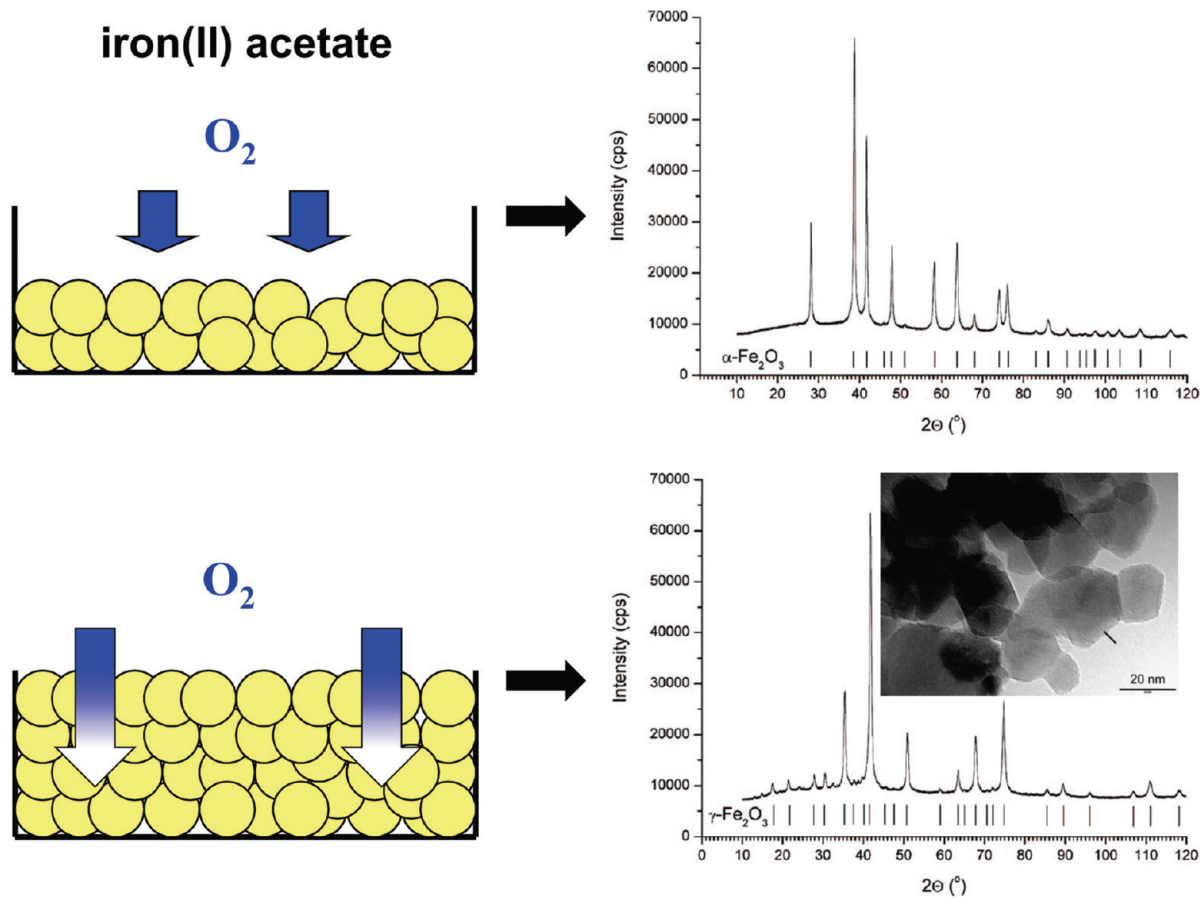 iron(II) acetate
O₂
70000
60000
50000
40000
30000
20000
10000
0
Intensity (cps)
α-Fe₂O₃
10 20 30 40 50 60 70 80 90 100 110 120
2Θ (°)
O₂
70000
60000
50000
40000
30000
20000
10000
0
Intensity (cps)
20 nm
γ-Fe₂O₃
0 10 20 30 40 50 60 70 80 90 100 110 120
2Θ (°)